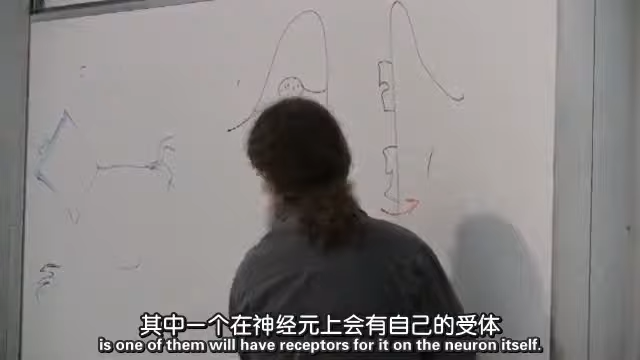 其中一个在神经元上会有自己的受体
is one of them will have receptors for it on the neuron itself.